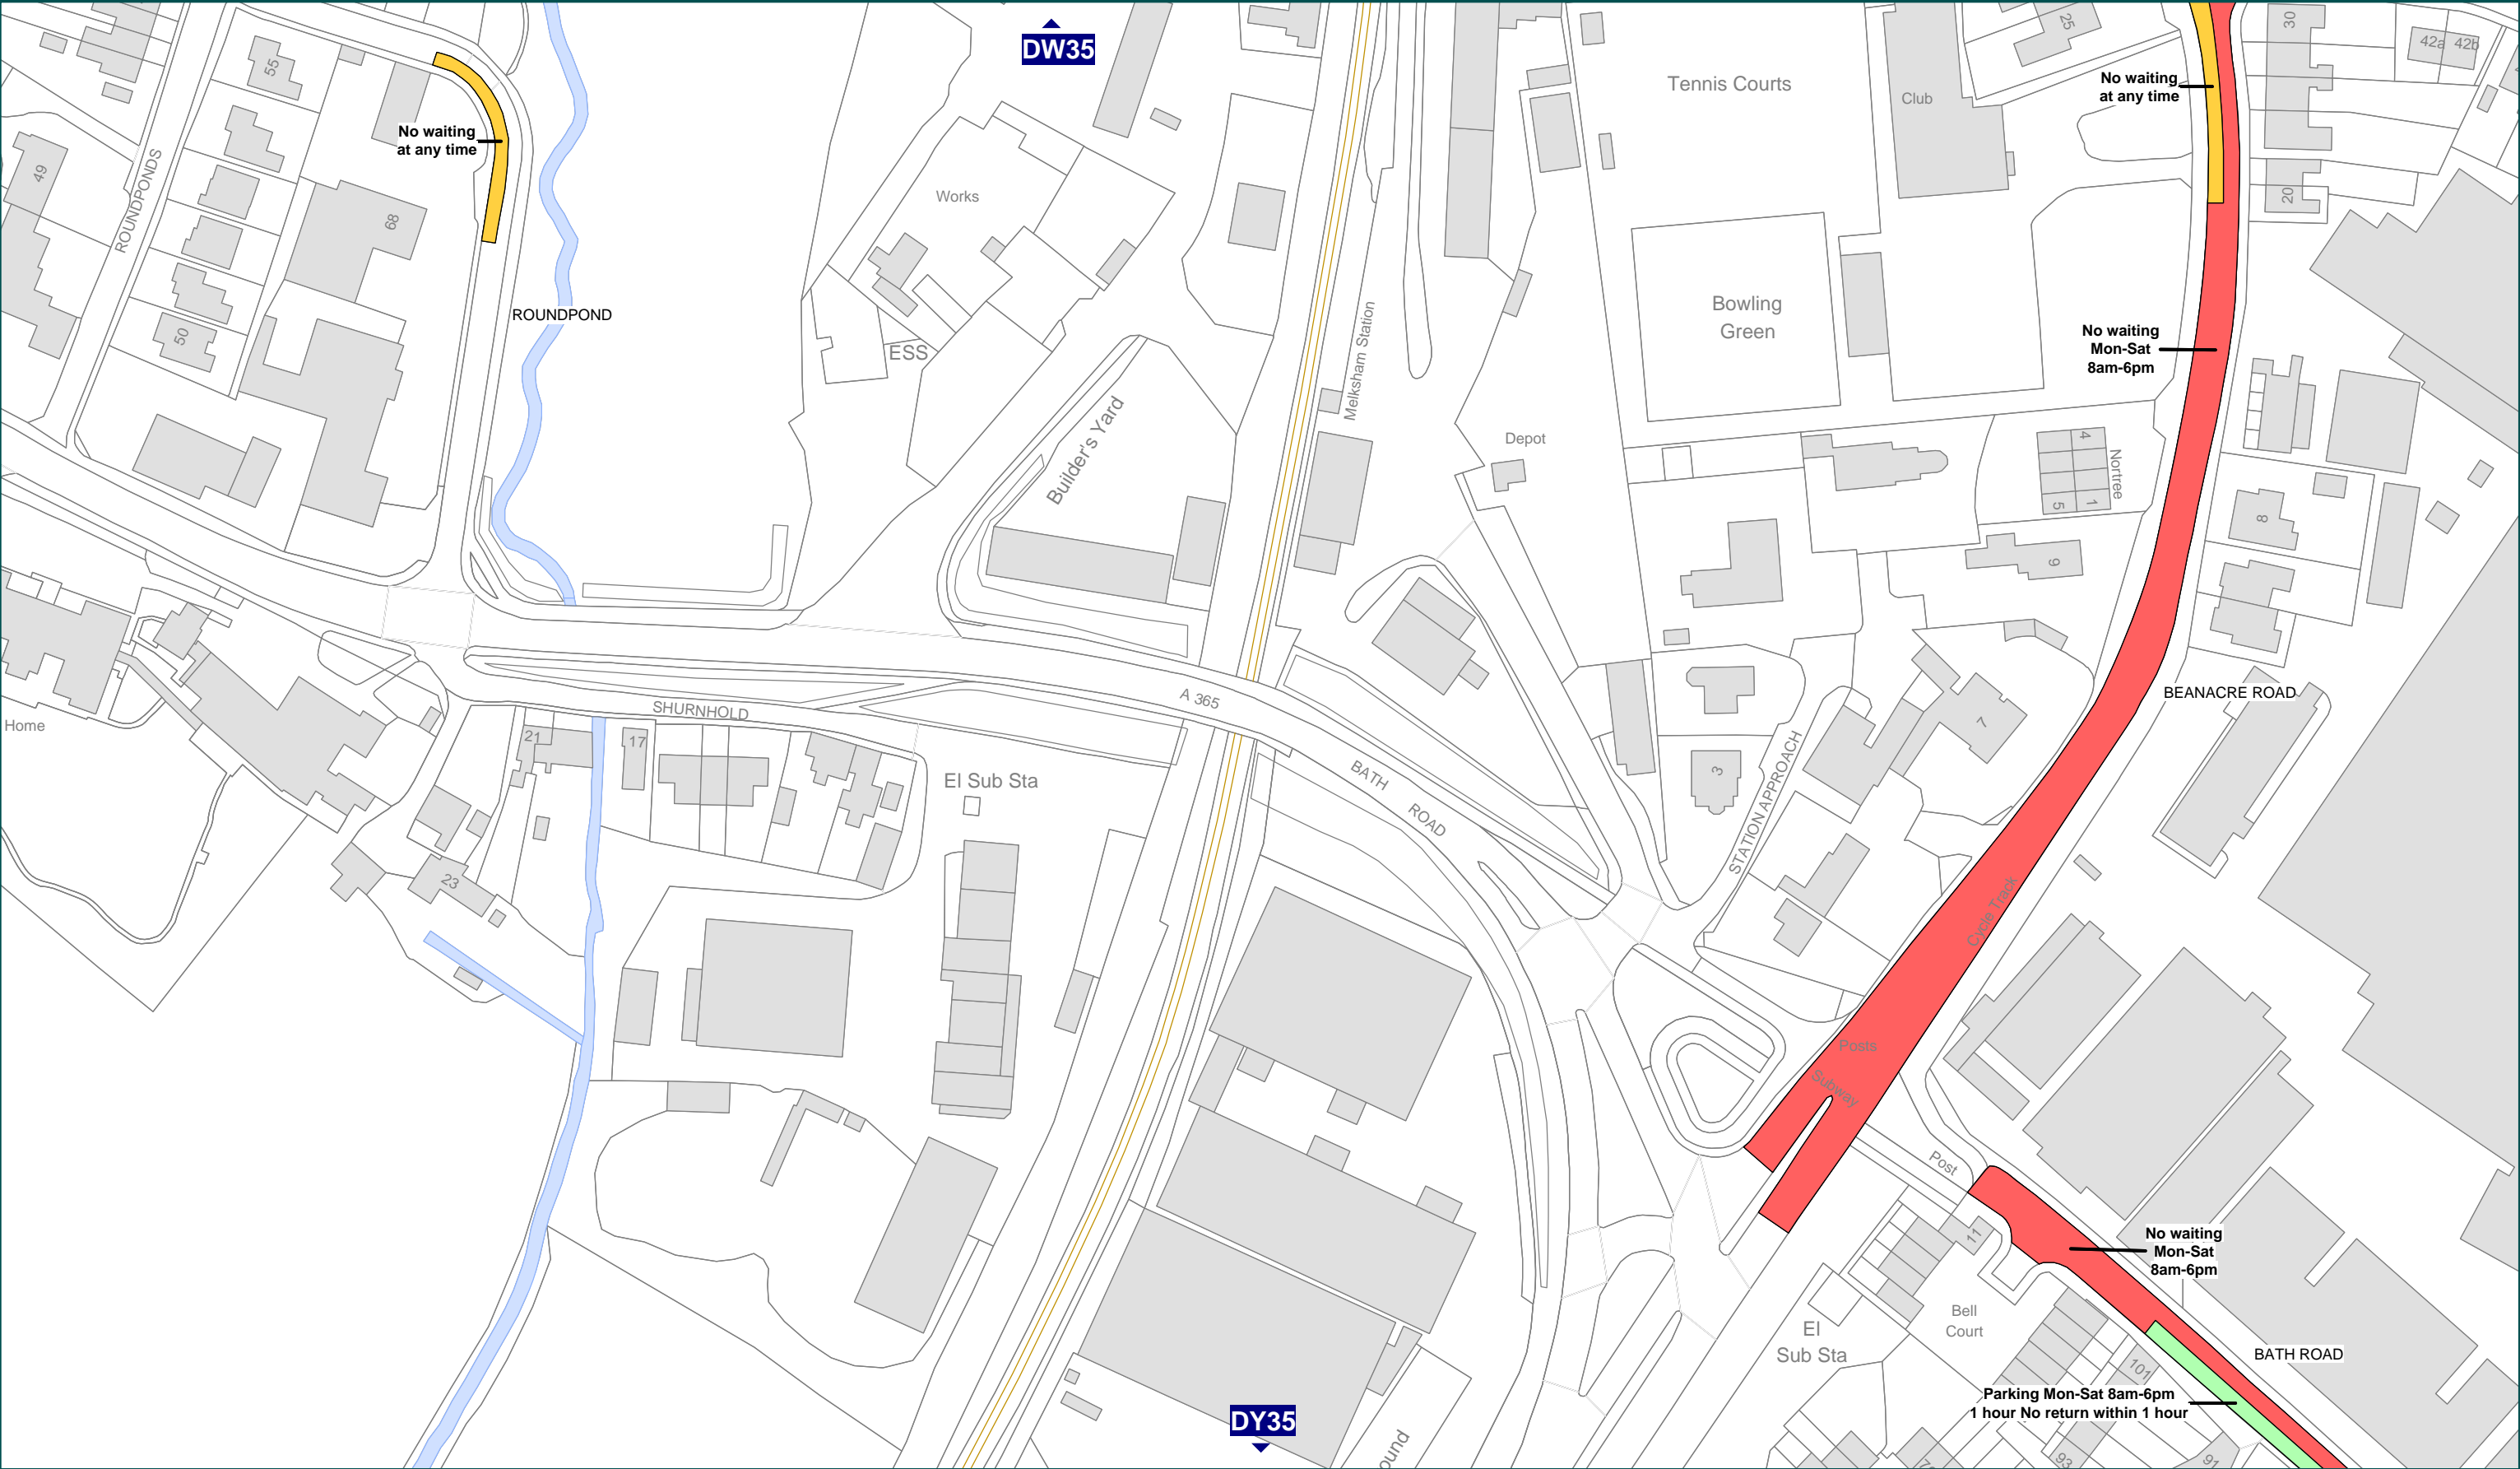 DW35
25
30
42a
42b
55
No waiting
at any time
Tennis Courts
Club
No waiting
at any time
49
ROUNDPONDS
68
Works
20
50
ROUNDPOND
ESS
Melksham Station
Bowling
Green
No waiting
Mon-Sat
8am-6pm
Builder's Yard
Depot
4
Nortree
5
1
8
9
Home
SHURNHOLD
A 365
21
17
El Sub Sta
BATH
ROAD
3
STATION APPROACH
7
BEANACRE ROAD
23
Cycle Track
Posts
Subway
Post
11
No waiting
Mon-Sat
8am-6pm
Bell
Court
El
Sub Sta
BATH ROAD
101
Parking Mon-Sat 8am-6pm
1 hour No return within 1 hour
DY35
ound
93
91